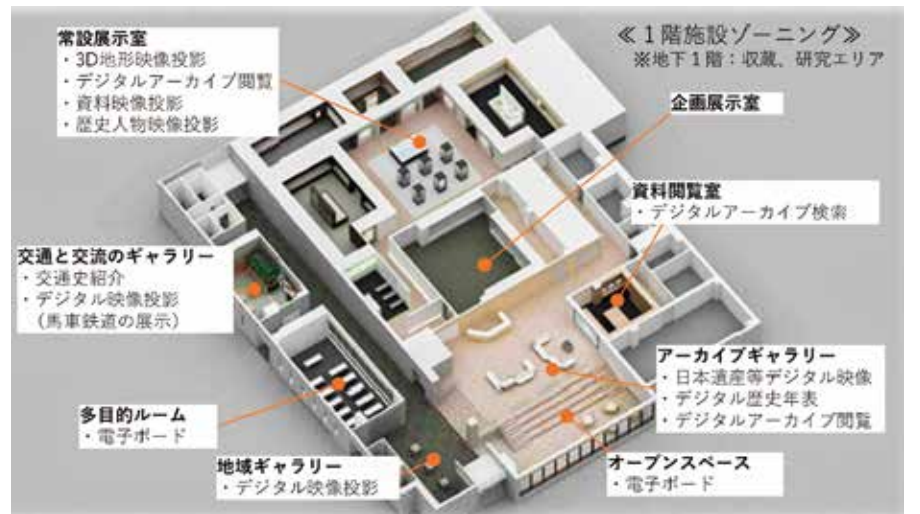 ≪１階施設ゾーニング≫
※地下１階：収蔵、研究エリア
常設展示室
・3D地形映像投影
・デジタルアーカイブ閲覧
・資料映像投影
・歴史人物映像投影
企画展示室
資料閲覧室
・デジタルアーカイブ検索
交通と交流のギャラリー
・交通史紹介
・デジタル映像投影
（馬車鉄道の展示）
アーカイブギャラリー
・日本遺産等デジタル映像
・デジタル歴史年表
・デジタルアーカイブ閲覧
多目的ルーム
・電子ボード
地域ギャラリー
・デジタル映像投影
オープンスペース
・電子ボード